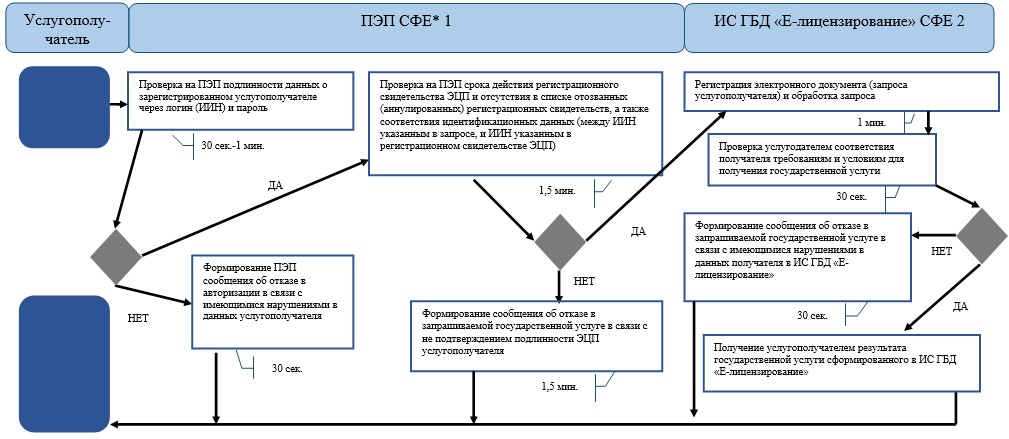 Услугополу-
чатель
ПЭП СФЕ* 1
ИС ГБД «Е-лицензирование» СФЕ 2
Проверка на ПЭП подлинности данных о
зарегистрированном услугополучателе
через логин (ИИН) и пароль
30 сек.-1 мин.
ДА
НЕТ
Формирование ПЭП
сообщения об отказе в
авторизации в связи с
имеющимися нарушениями в
данных услугополучателя
30 сек.
Проверка на ПЭП срока действия регистрационного
свидетельства ЭЦП и отсутствия в списке отозванных
(аннулированных) регистрационных свидетельств, а также
соответствия идентификационных данных (между ИИН
указанным в запросе, и ИИН указанным в
регистрационном свидетельстве ЭЦП)
1,5 мин.
ДА
НЕТ
Формирование сообщения об отказе в
запрашиваемой государственной услуге в связи с
не подтверждением подлинности ЭЦП
услугополучателя
1,5 мин.
Регистрация электронного документа (запроса
услугополучателя) и обработка запроса
1 мин.
Проверка услугодателем соответствия
получателя требованиям и условиям для
получения государственной услуги
30 сек.
НЕТ
Формирование сообщения об отказе в
запрашиваемой государственной услуге в
связи с имеющимися нарушениями в
данных получателя в ИС ГБД «Е-
лицензирование»
30 сек.
ДА
Получение услугополучателем результата
государственной услуги сформированного в ИС ГБД
«Е-лицензирование»